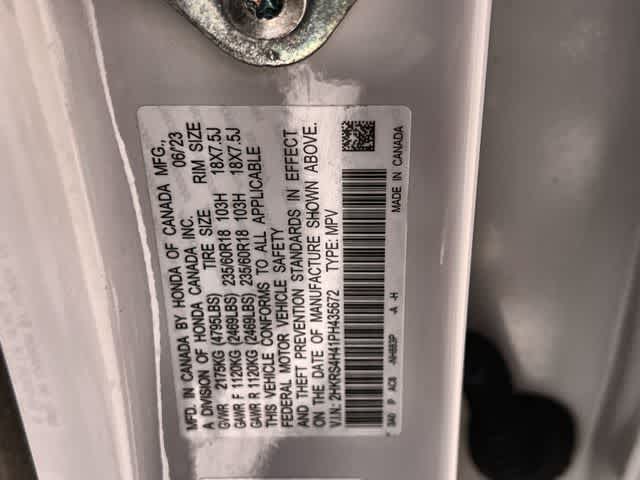 MFD. IN CANADA BY HONDA OF CANADA MFG.,
A DIVISION OF HONDA CANADA INC. 06/'23
TIRE SIZE RIM SIZE
GVWR 2175KG (4795LBS)
GAWR F 1120KG (2469LBS) 235/60R18 103H 18X7.5J
GAWR R 1120KG (2469LBS) 235/60R18 103H 18X7.5J
THIS VEHICLE CONFORMS TO ALL APPLICABLE
FEDERAL MOTOR VEHICLE SAFETY
AND THEFT PREVENTION STANDARDS IN EFFECT
ON THE DATE OF MANUFACTURE SHOWN ABOVE.
V.I.N: 2HKRS4H41PH435672 TYPE: MPV
3A0 P AC8 -NH883P -A -H MADE IN CANADA